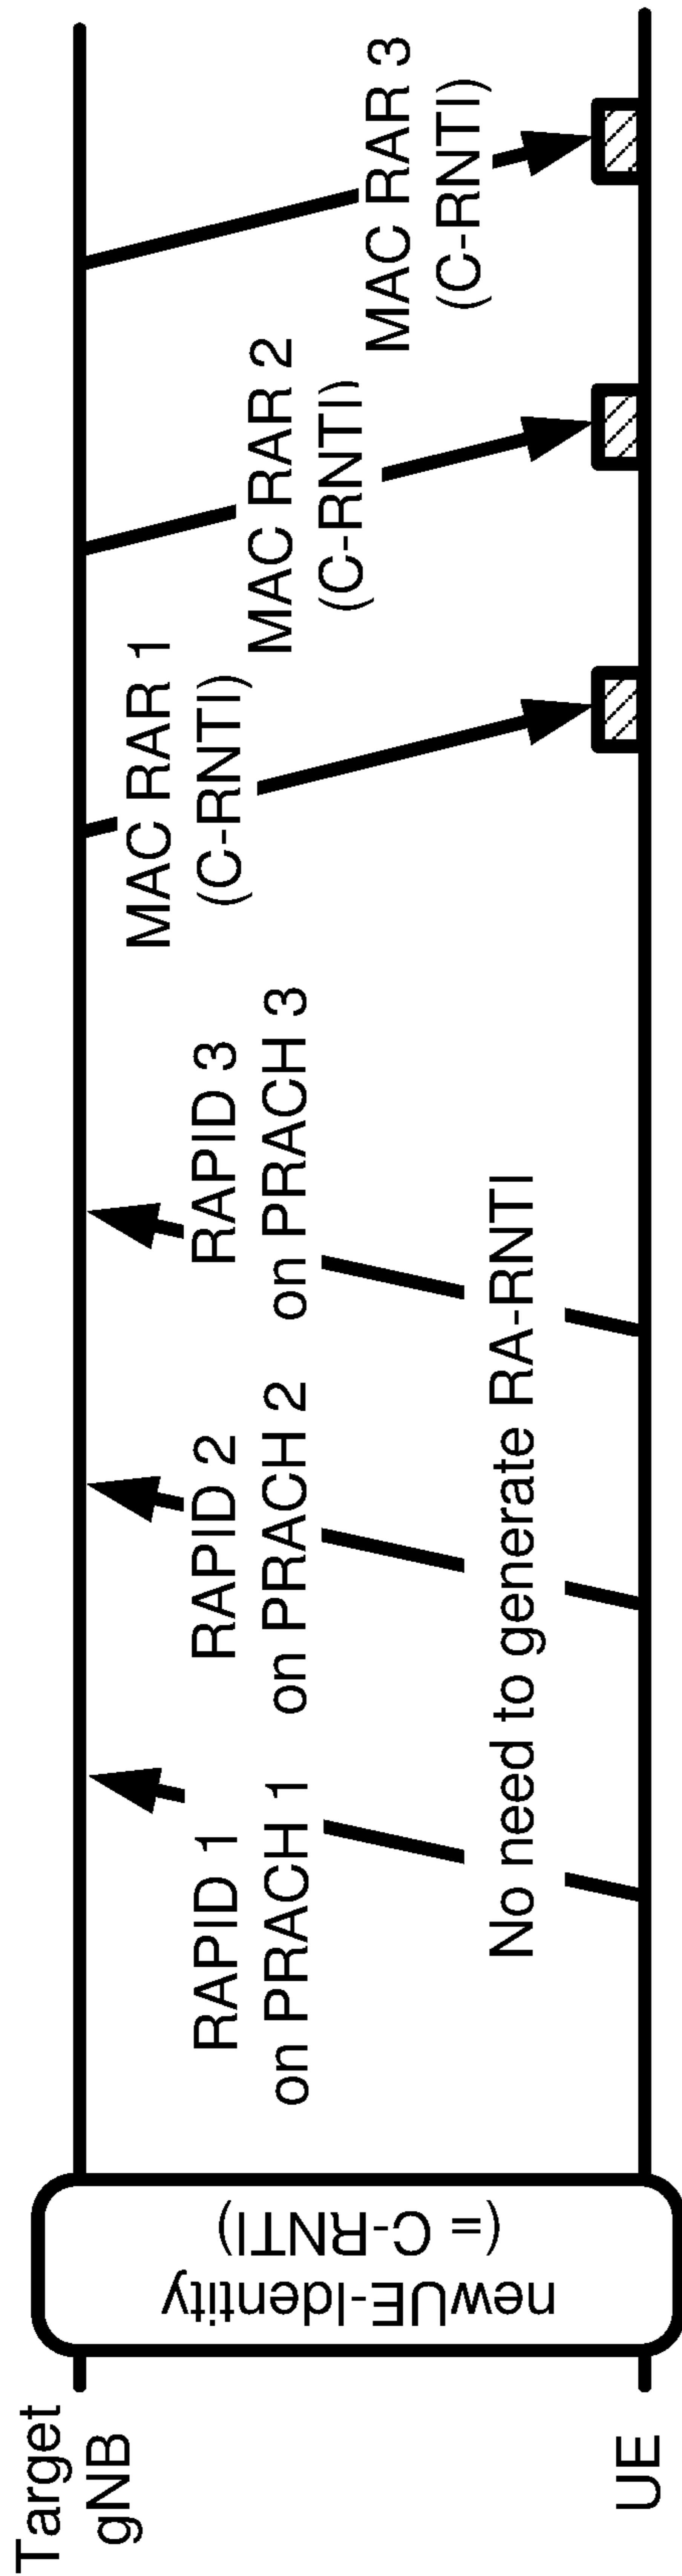 Target
gNB
UE
newUE-Identity
(= C-RNTI)
RAPID 1
on PRACH 1
RAPID 2
on PRACH 2
RAPID 3
on PRACH 3
No need to generate RA-RNTI
MAC RAR 1
(C-RNTI)
MAC RAR 2
(C-RNTI)
MAC RAR 3
(C-RNTI)